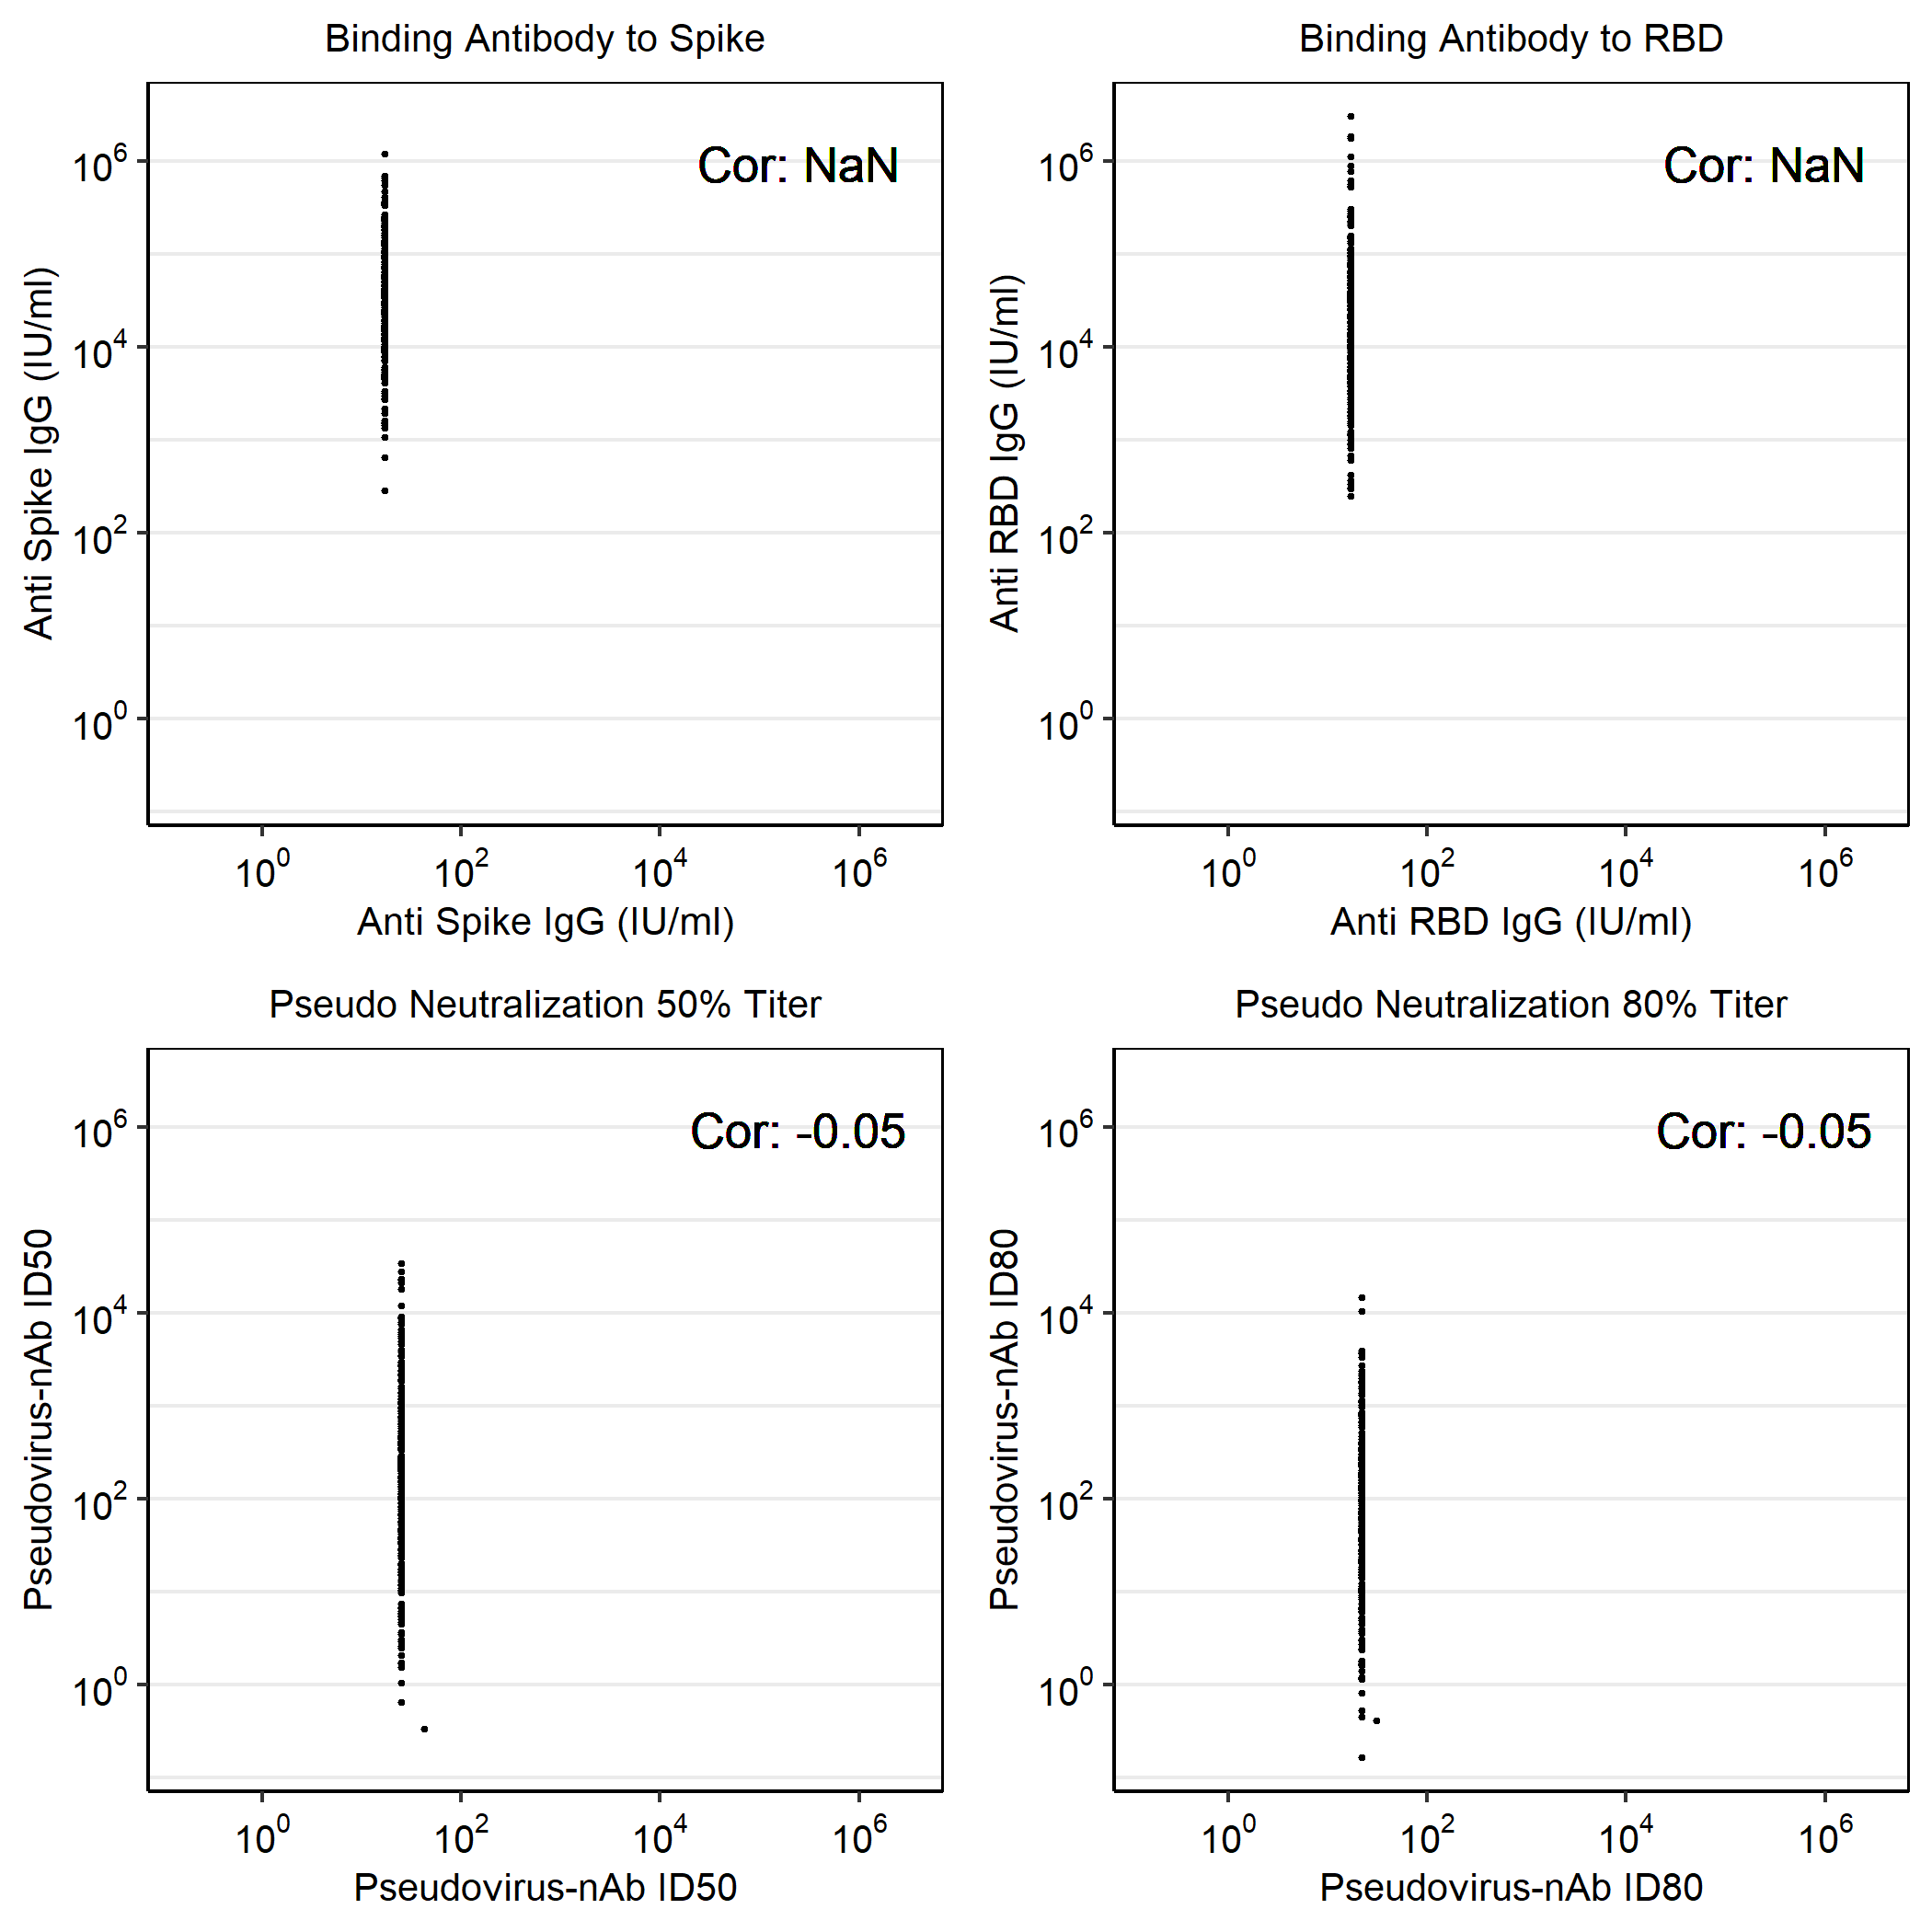 Binding Antibody to Spike
Cor: NaN
10^6
10^4
10^2
10^0
Anti Spike IgG (IU/ml)
10^0 10^2 10^4 10^6
Anti Spike IgG (IU/ml)
Binding Antibody to RBD
Cor: NaN
10^6
10^4
10^2
10^0
Anti RBD IgG (IU/ml)
10^0 10^2 10^4 10^6
Anti RBD IgG (IU/ml)
Pseudo Neutralization 50% Titer
Cor: -0.05
10^6
10^4
10^2
10^0
Pseudovirus-nAb ID50
10^0 10^2 10^4 10^6
Pseudovirus-nAb ID50
Pseudo Neutralization 80% Titer
Cor: -0.05
10^6
10^4
10^2
10^0
Pseudovirus-nAb ID80
10^0 10^2 10^4 10^6
Pseudovirus-nAb ID80